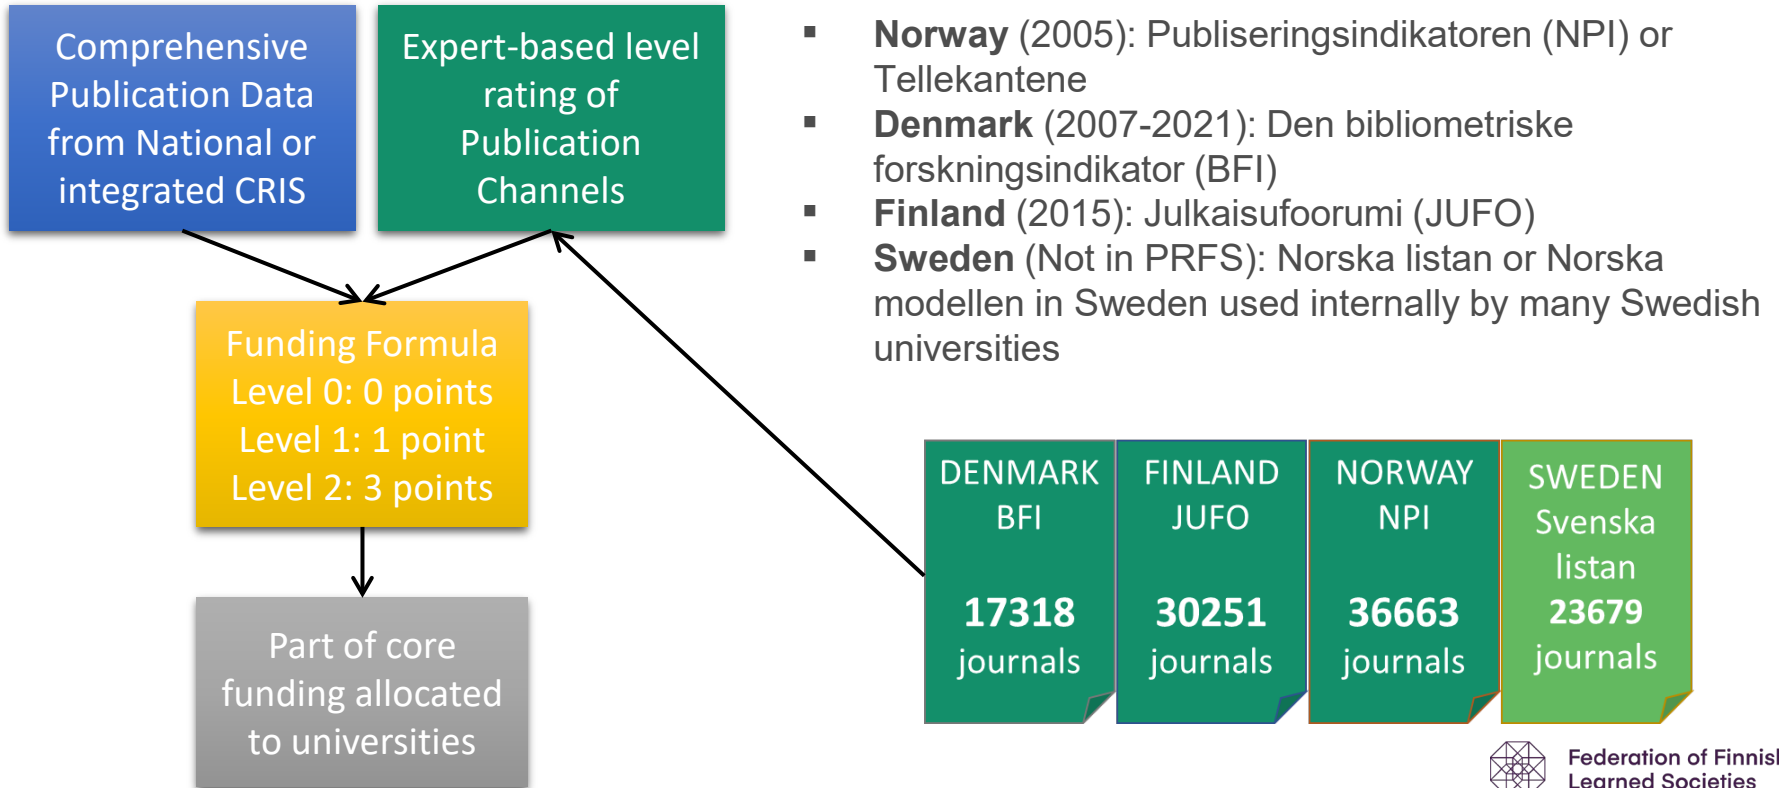 Comprehensive
Publication Data
from National or
integrated CRIS
Expert-based level
rating of
Publication
Channels
Funding Formula
Level 0: 0 points
Level 1: 1 point
Level 2: 3 points
Part of core
funding allocated
to universities
▪ Norway (2005): Publiseringsindikatoren (NPI) or
Tellekantene
▪ Denmark (2007-2021): Den bibliometriske
forskningsindikator (BFI)
▪ Finland (2015): Julkaisufoorumi (JUFO)
▪ Sweden (Not in PRFS): Norska listan or Norska
modellen in Sweden used internally by many Swedish
universities
DENMARK
BFI
17318
journals
FINLAND
JUFO
30251
journals
NORWAY
NPI
36663
journals
SWEDEN
Svenska
listan
23679
journals
Federation of Finnish
Learned Societies